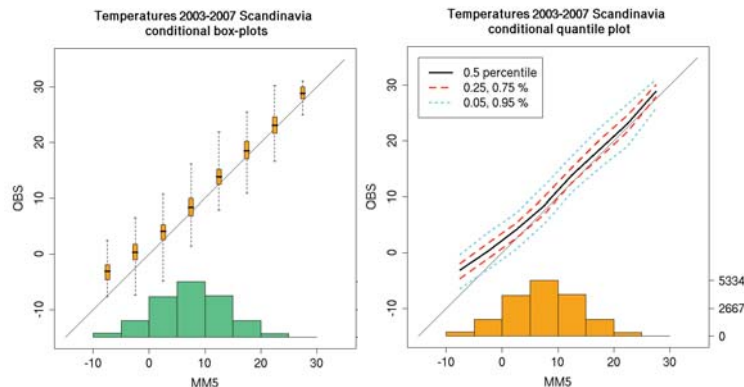 Temperatures 2003-2007 Scandinavia
conditional box-plots
OBS
30
20
10
0
-10
-10 0 10 20 30
MM5
Temperatures 2003-2007 Scandinavia
conditional quantile plot
0.5 percentile
0.25, 0.75 %
0.05, 0.95 %
OBS
30
20
10
0
-10
5334
2667
0
-10 0 10 20 30
MM5